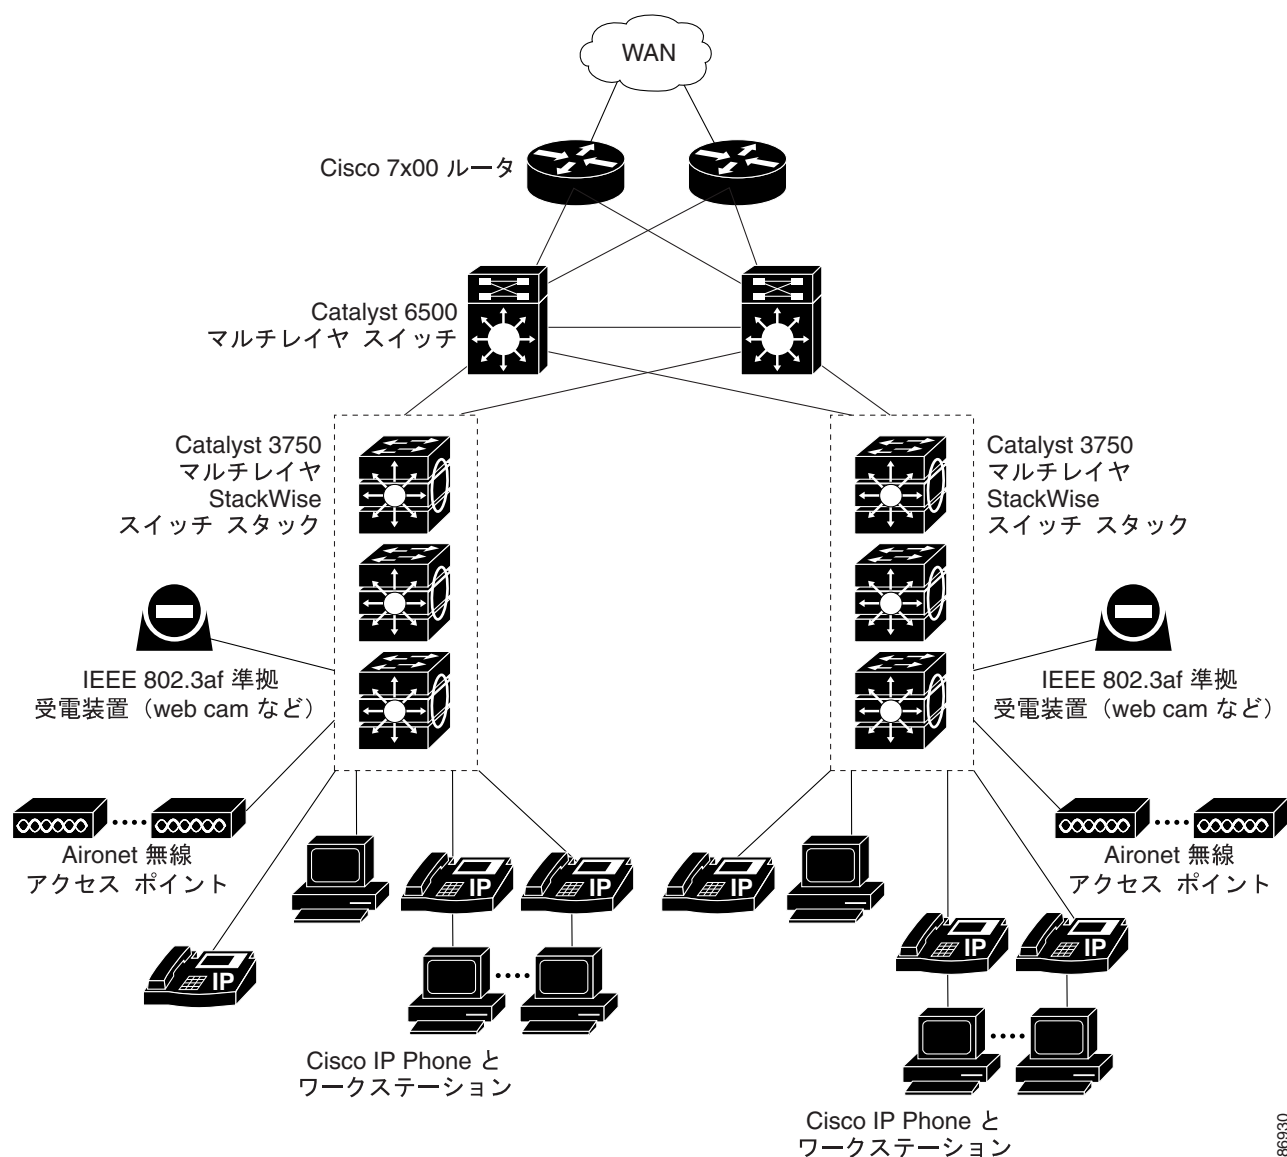 WAN
Cisco 7x00 ルータ
Catalyst 6500
マルチレイヤ スイッチ
Catalyst 3750
マルチレイヤ
StackWise
スイッチ スタック
Catalyst 3750
マルチレイヤ
StackWise
スイッチ スタック
IEEE 802.3af 準拠
受電装置（web cam など）
IEEE 802.3af 準拠
受電装置（web cam など）
Aironet 無線
アクセス ポイント
Aironet 無線
アクセス ポイント
IP
IP
IP
IP
IP
IP
Cisco IP Phone と
ワークステーション
Cisco IP Phone と
ワークステーション
86930